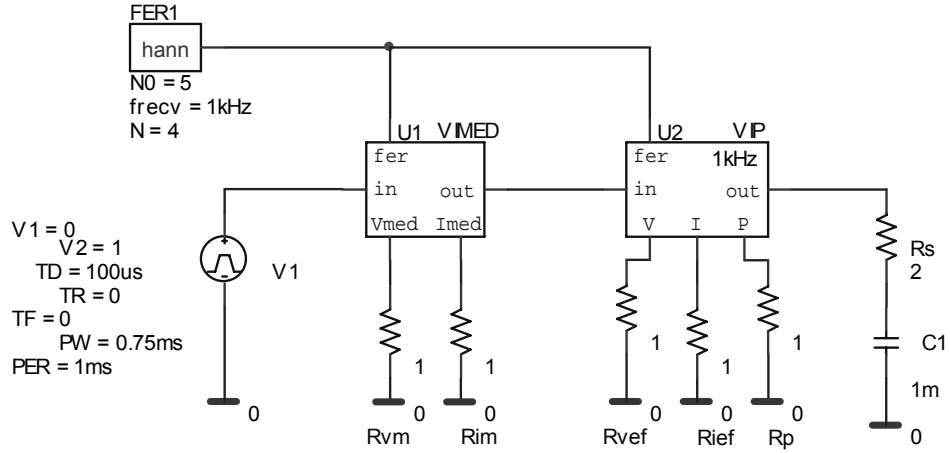 FER1
hann
N0 = 5
frecv = 1kHz
N = 4
U1 VIMED
fer
in out
Vmed Imed
U2 VIP
fer 1kHz
in out
V I P
V1 = 0
V2 = 1
TD = 100us
TR = 0
TF = 0
PW = 0.75ms
PER = 1ms
V1
0
1
0
Rvm
1
0
Rim
1
0
Rvef
1
0
Rief
1
0
Rp
Rs
2
C1
1m
0